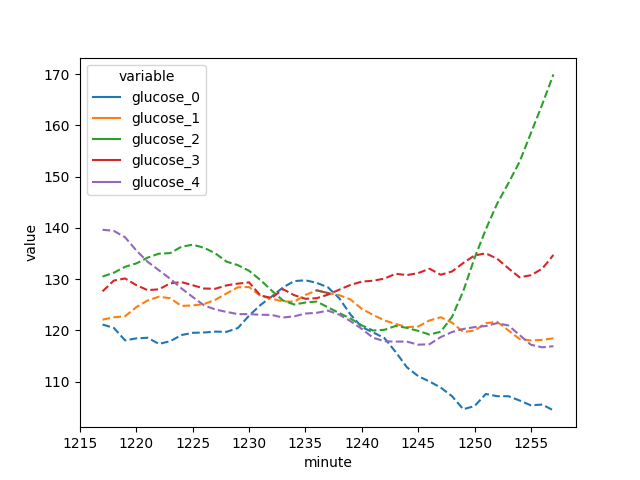 variable
glucose_0
glucose_1
glucose_2
glucose_3
glucose_4
value
170
160
150
140
130
120
110
1215 1220 1225 1230 1235 1240 1245 1250 1255
minute